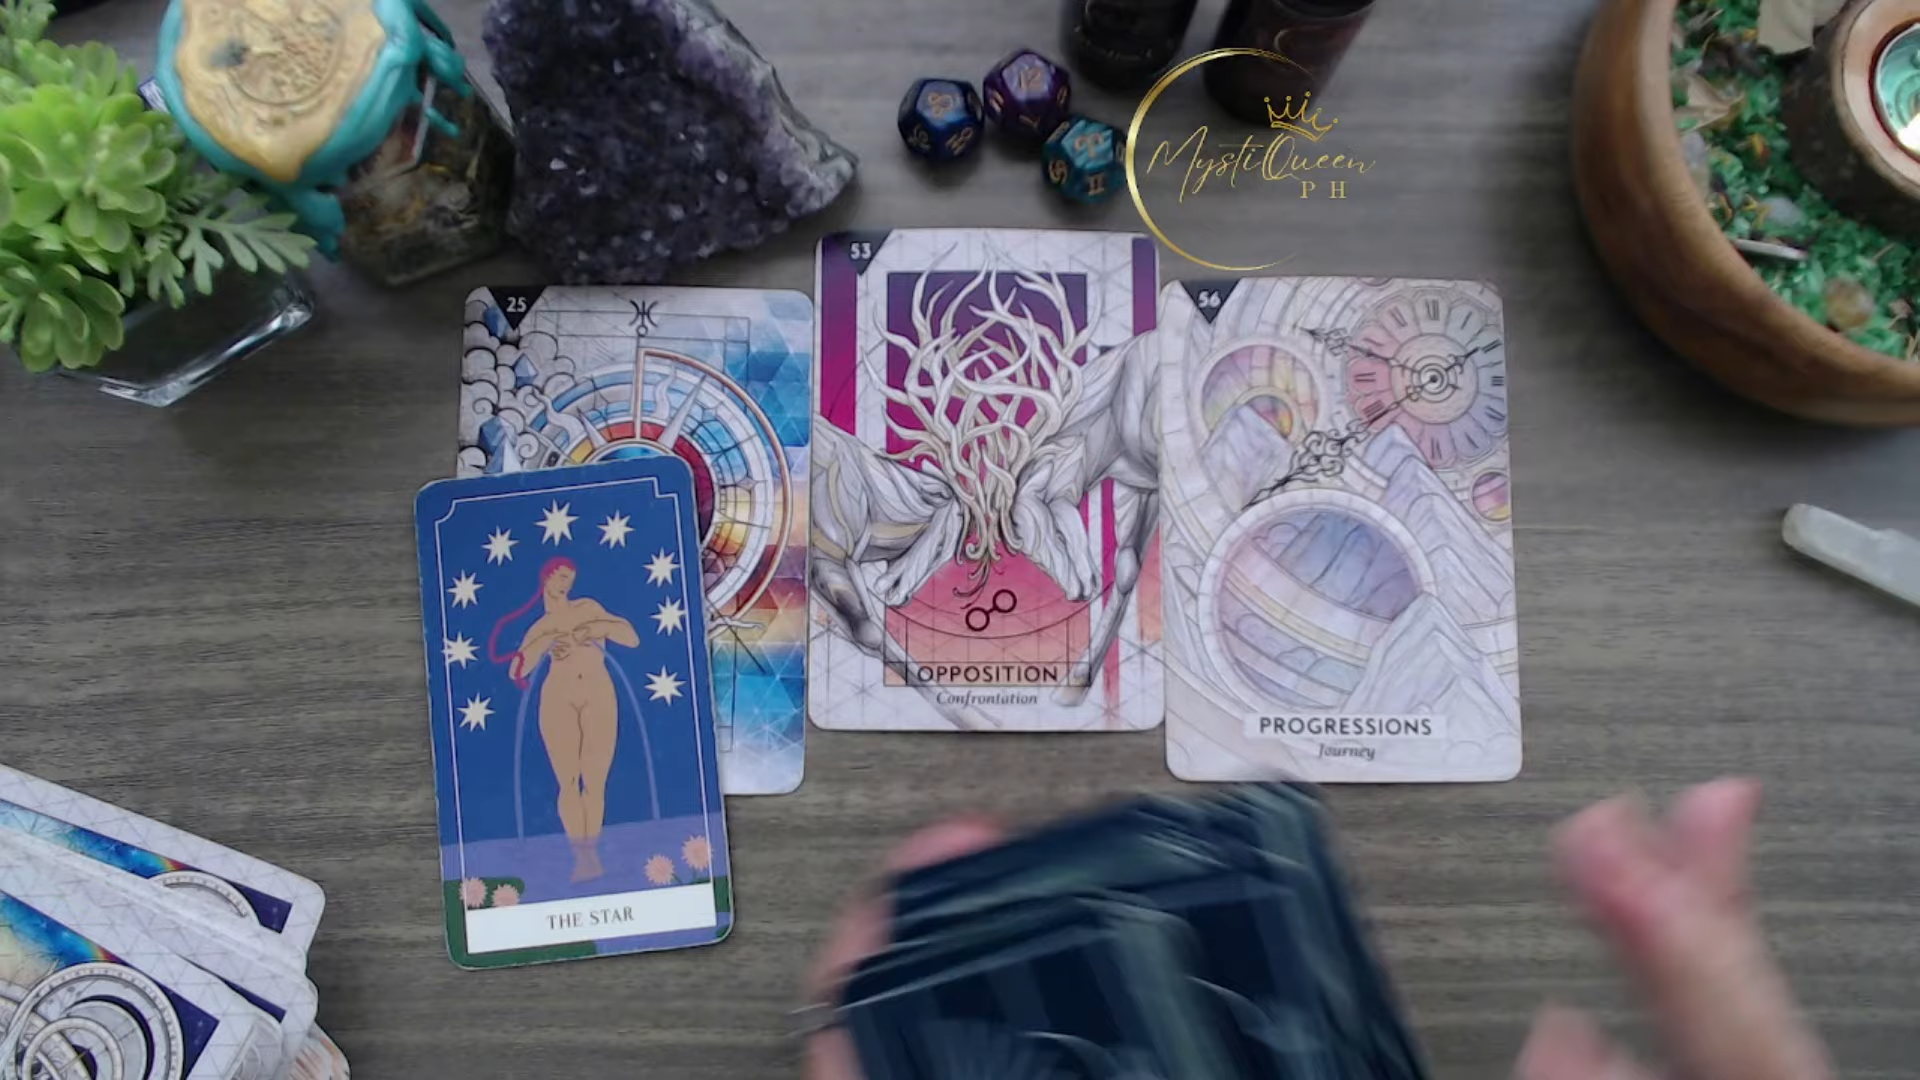 MystiQueen
PH
25
53
56
OPPOSITION
Confrontation
PROGRESSIONS
Journey
THE STAR